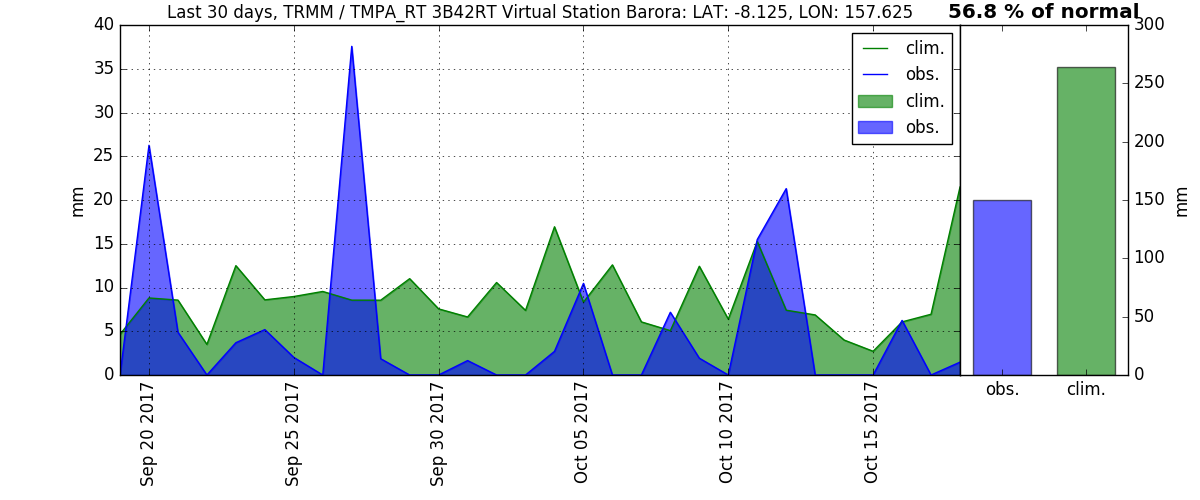 Last 30 days, TRMM / TMPA_RT 3B42RT Virtual Station Barora: LAT: -8.125, LON: 157.625
56.8 % of normal
40
35
30
25
20
15
10
5
0
mm
clim.
obs.
clim.
obs.
300
250
200
150
100
50
0
mm
Sep 20 2017
Sep 25 2017
Sep 30 2017
Oct 05 2017
Oct 10 2017
Oct 15 2017
obs.
clim.